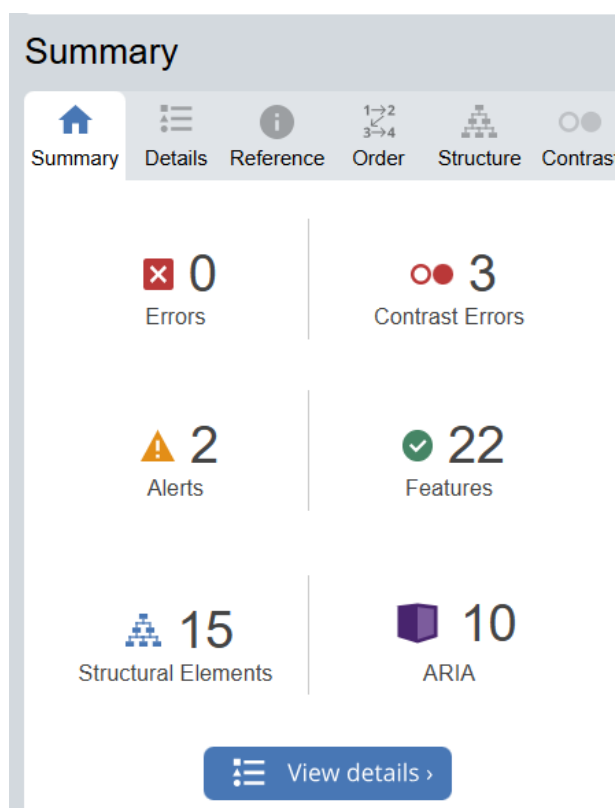 Summary
1→2
3→4
Summary Details Reference Order Structure Contrast
0 3
Errors Contrast Errors
2 22
Alerts Features
15 10
Structural Elements ARIA
View details ›